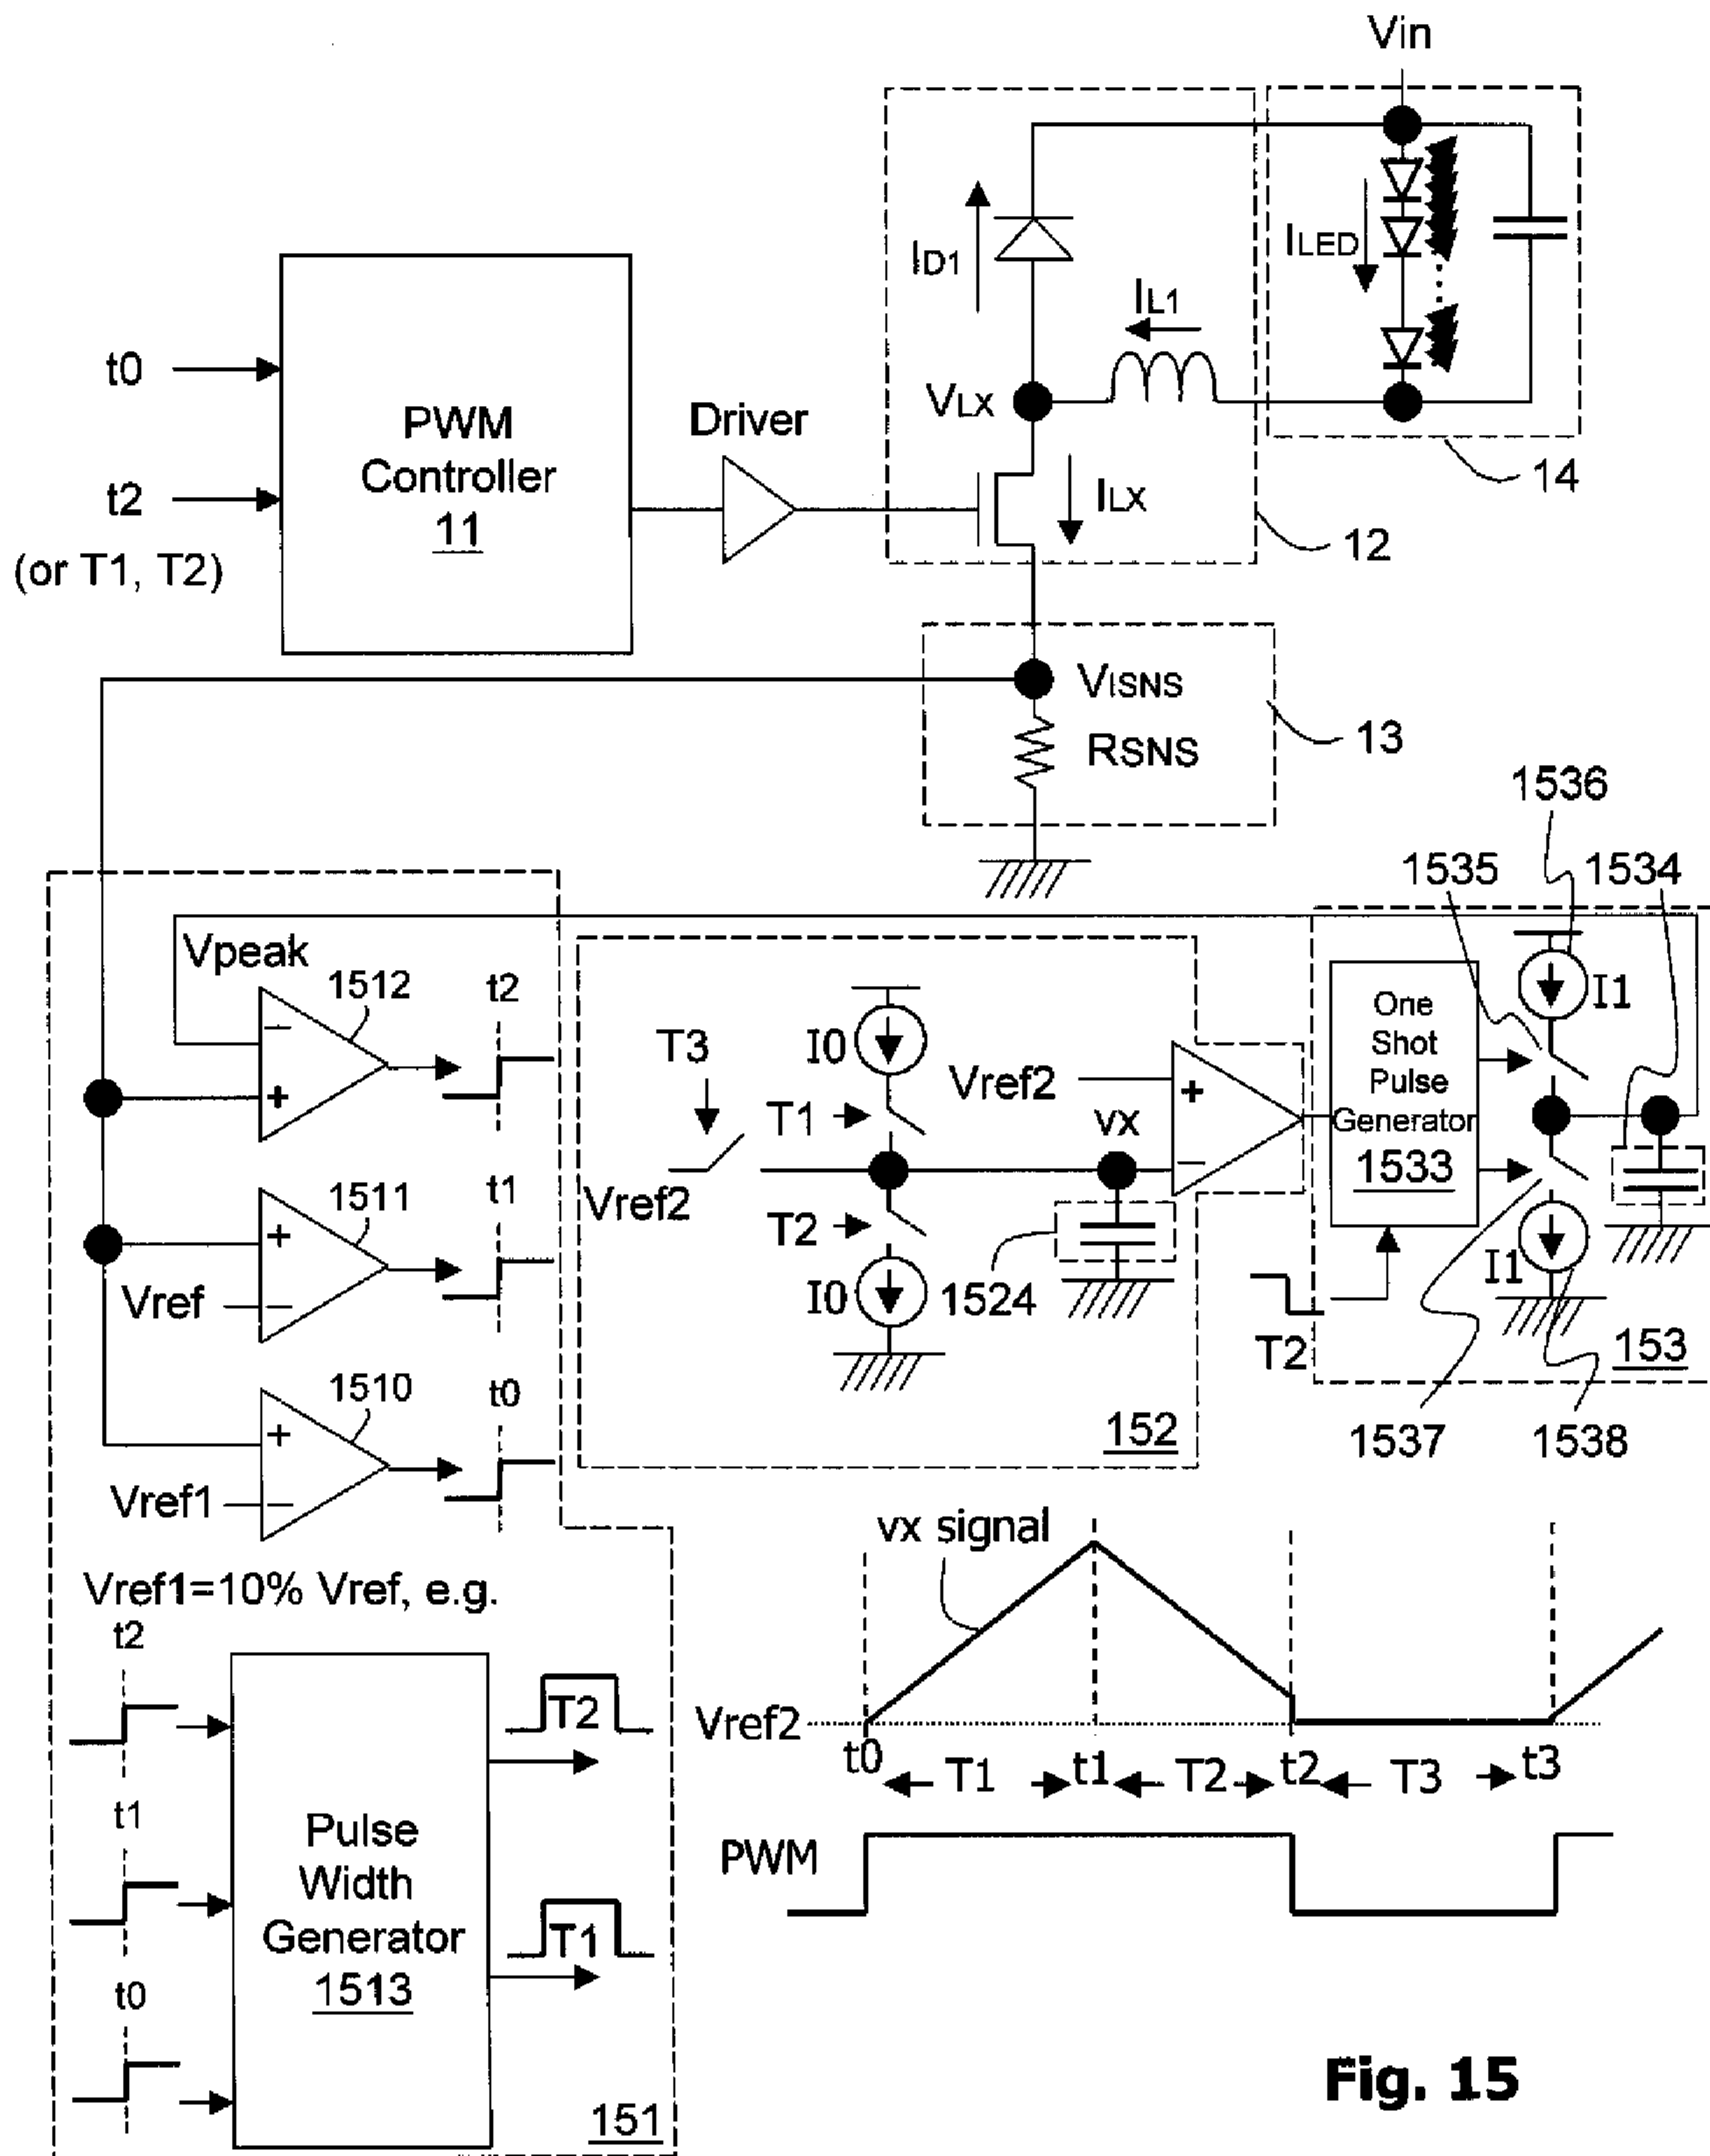 Vin
ID1
ILED
IL1
t0
PWM
Controller
11
Driver
VLX
ILX
14
t2
12
(or T1, T2)
VISNS
RSNS
13
1536
1535
1534
Vpeak
1512
t2
−
+
T3
I0
Vref2
T1
vx
+
−
One
Shot
Pulse
Generator
1533
I1
1511
t1
+
Vref
−
Vref2
T2
I0
1524
I1
T2
153
1510
t0
+
Vref1
−
152
1537
1538
Vref1=10% Vref, e.g.
vx signal
t2
T2
Vref2
t0
T1
t1
T2
t2
T3
t3
t1
Pulse
Width
Generator
1513
T1
PWM
t0
151
Fig. 15